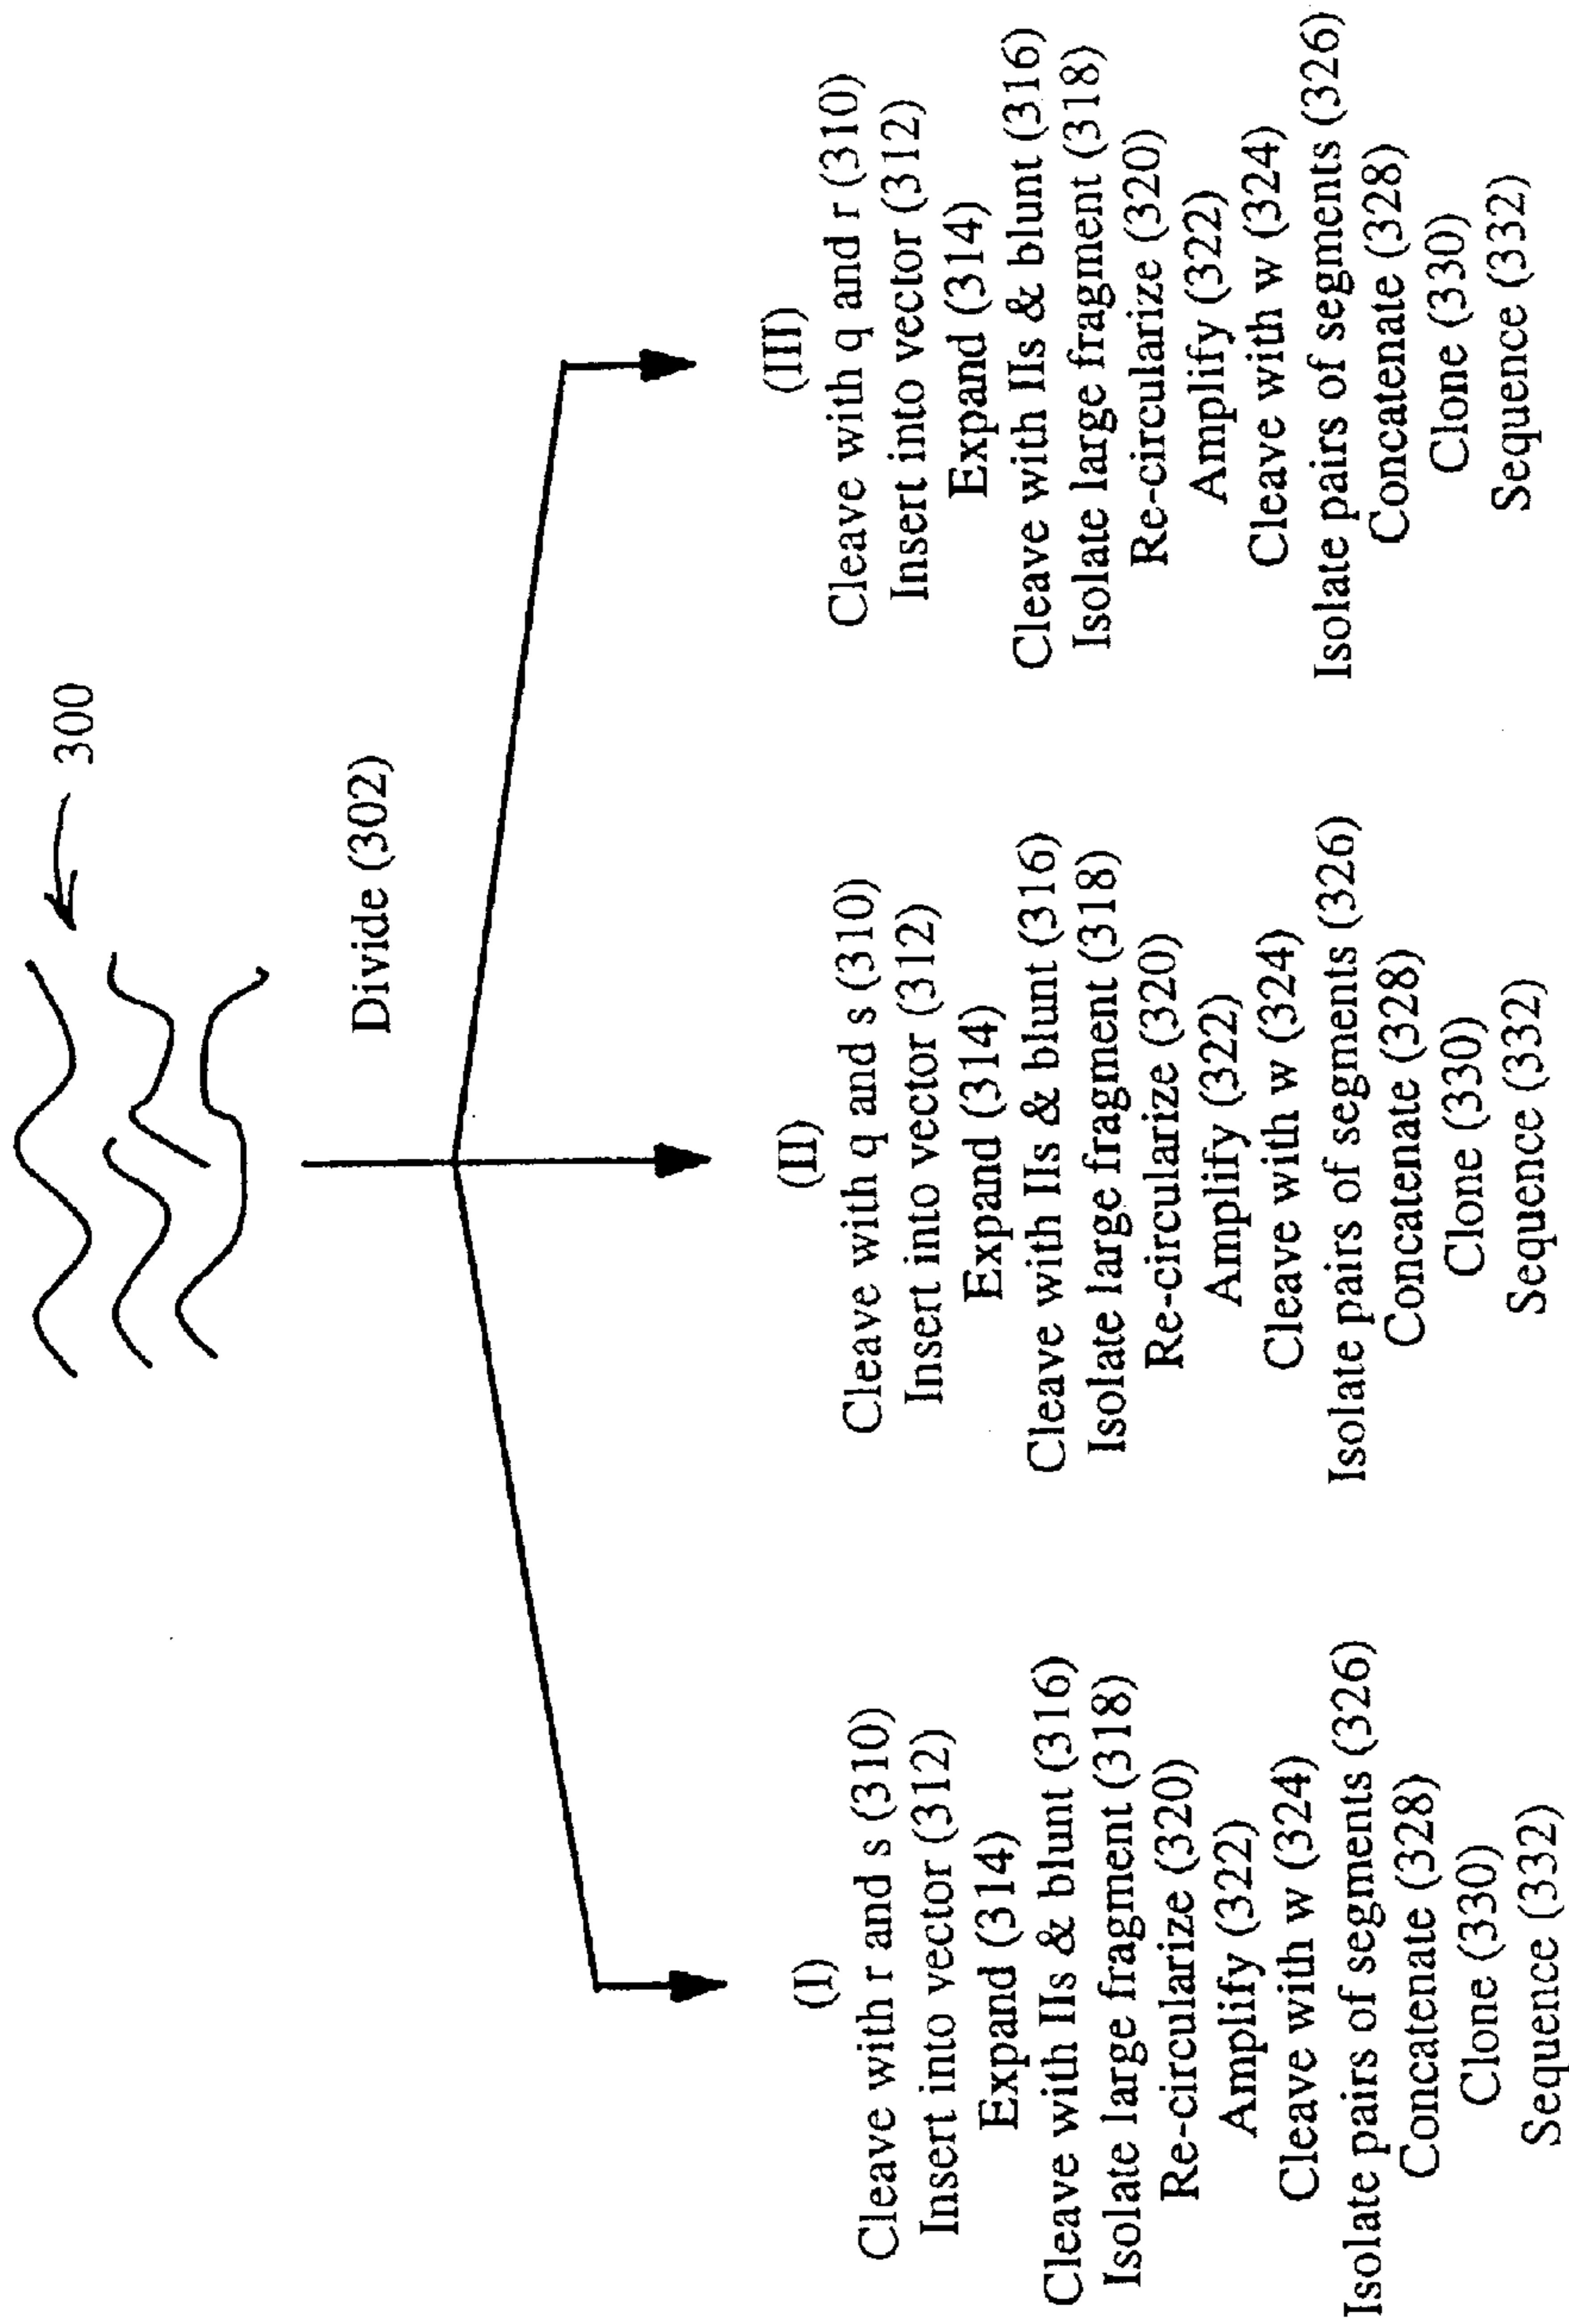 300
Divide (302)
(I)
Cleave with r and s (310)
Insert into vector (312)
Expand (314)
Cleave with IIs & blunt (316)
Isolate large fragment (318)
Re-circularize (320)
Amplify (322)
Cleave with w (324)
Isolate pairs of segments (326)
Concatenate (328)
Clone (330)
Sequence (332)
(II)
Cleave with q and s (310)
Insert into vector (312)
Expand (314)
Cleave with IIs & blunt (316)
Isolate large fragment (318)
Re-circularize (320)
Amplify (322)
Cleave with w (324)
Isolate pairs of segments (326)
Concatenate (328)
Clone (330)
Sequence (332)
(III)
Cleave with q and r (310)
Insert into vector (312)
Expand (314)
Cleave with IIs & blunt (316)
Isolate large fragment (318)
Re-circularize (320)
Amplify (322)
Cleave with w (324)
Isolate pairs of segments (326)
Concatenate (328)
Clone (330)
Sequence (332)